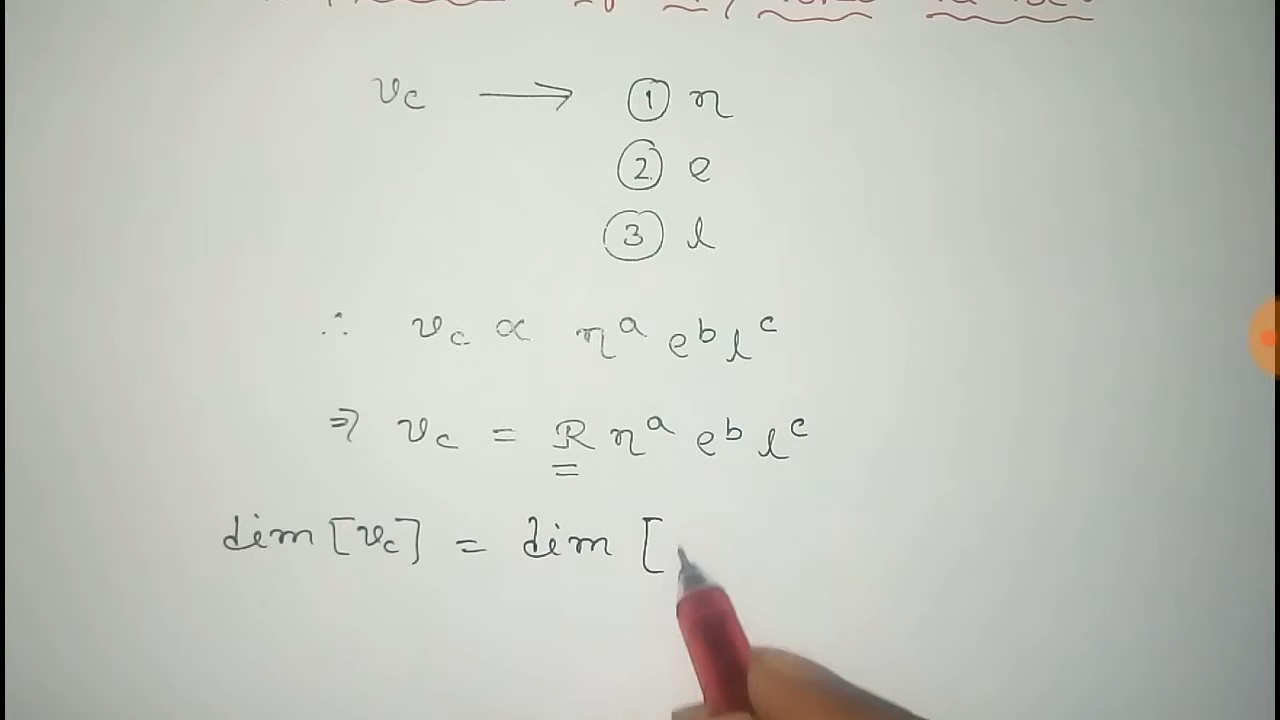 v_c → ① η
② e
③ l
∴ v_c ∝ η^a e^b l^c
⇒ v_c = R η^a e^b l^c
dim [v_c] = dim [